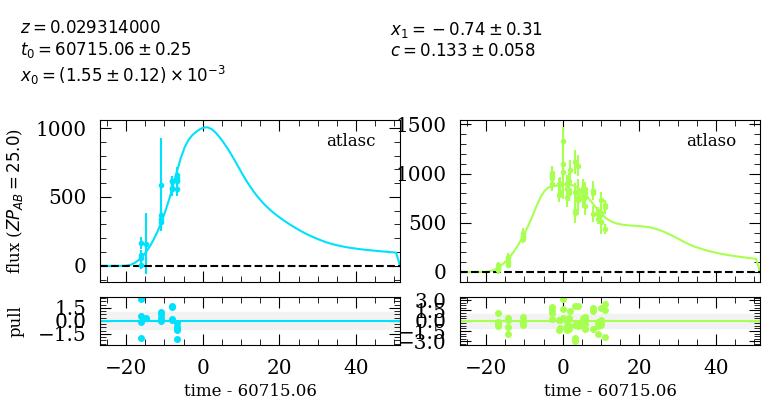 z = 0.029314000
t₀ = 60715.06 ± 0.25
x₀ = (1.55 ± 0.12) × 10⁻³
x₁ = −0.74 ± 0.31
c = 0.133 ± 0.058
flux (ZP_AB = 25.0)
1000
500
0
atlasc
1500
1000
500
0
atlaso
pull
1.5
0.0
−1.5
3.0
1.5
0.0
−1.5
−3.0
−20 0 20 40
−20 0 20 40
time - 60715.06
time - 60715.06